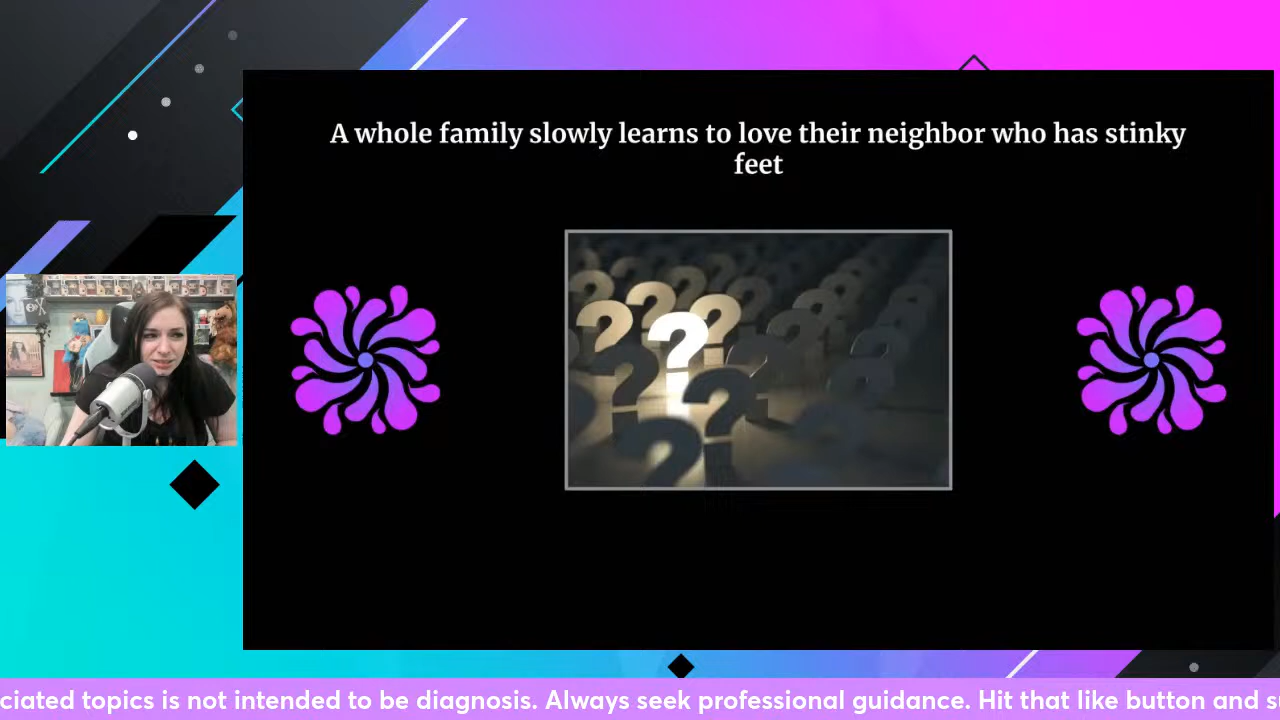 A whole family slowly learns to love their neighbor who has stinky
feet
ciated topics is not intended to be diagnosis. Always seek professional guidance. Hit that like button and s